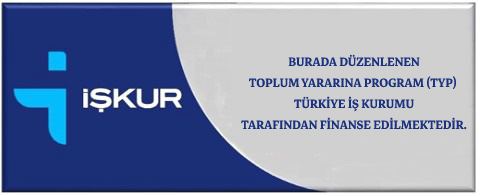 İŞKUR
BURADA DÜZENLENEN
TOPLUM YARARINA PROGRAM (TYP)
TÜRKİYE İŞ KURUMU
TARAFINDAN FİNANSE EDİLMEKTEDİR.